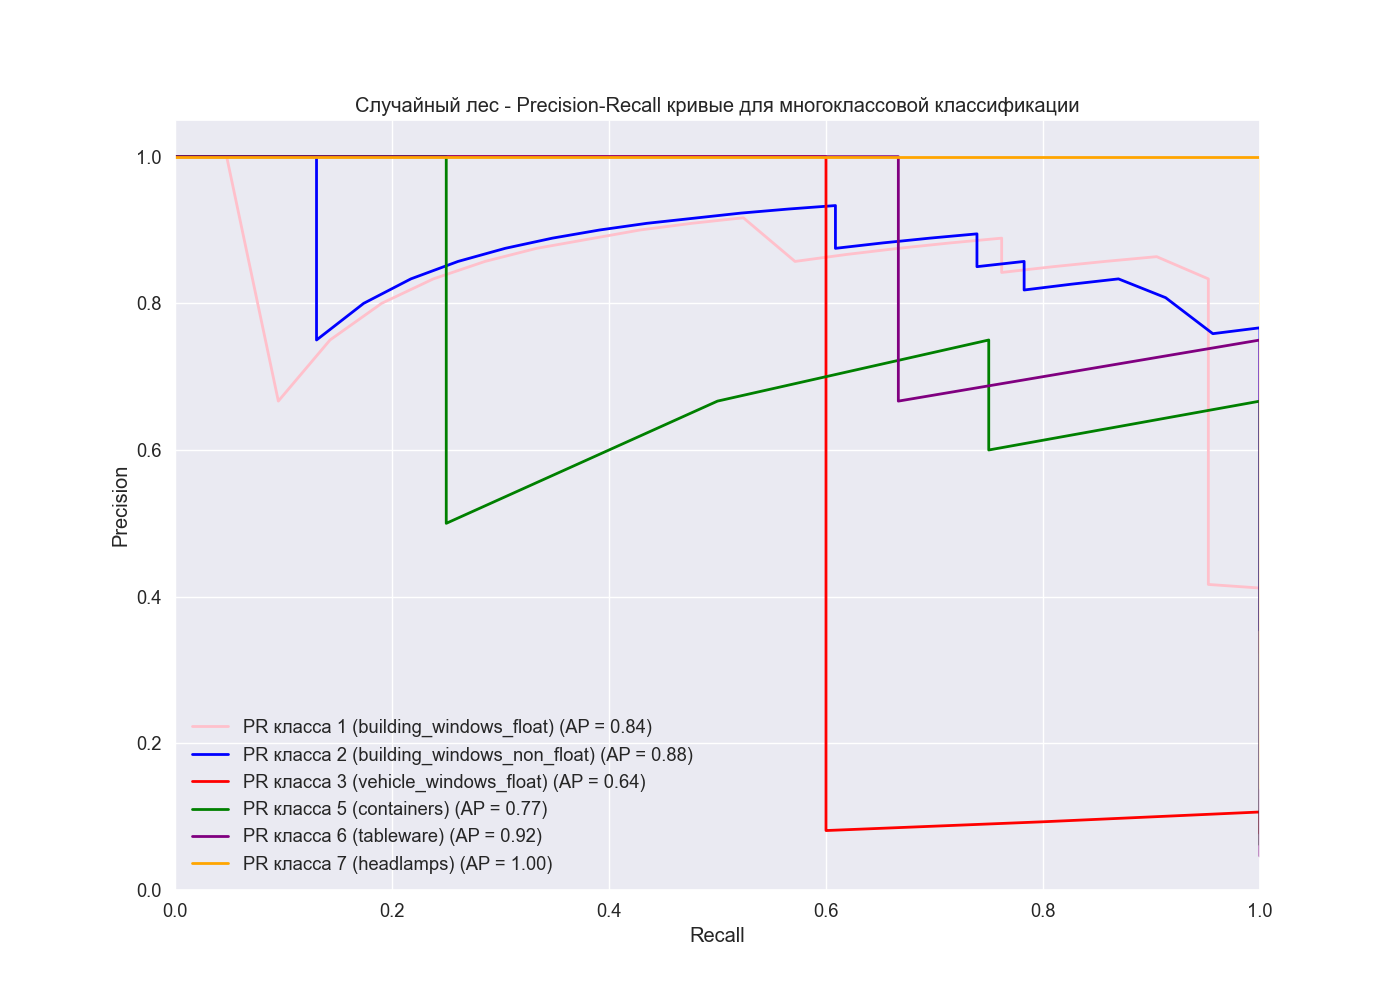 Случайный лес - Precision-Recall кривые для многоклассовой классификации
1.0
0.8
0.6
0.4
0.2
0.0
Precision
PR класса 1 (building_windows_float) (AP = 0.84)
PR класса 2 (building_windows_non_float) (AP = 0.88)
PR класса 3 (vehicle_windows_float) (AP = 0.64)
PR класса 5 (containers) (AP = 0.77)
PR класса 6 (tableware) (AP = 0.92)
PR класса 7 (headlamps) (AP = 1.00)
0.0 0.2 0.4 0.6 0.8 1.0
Recall